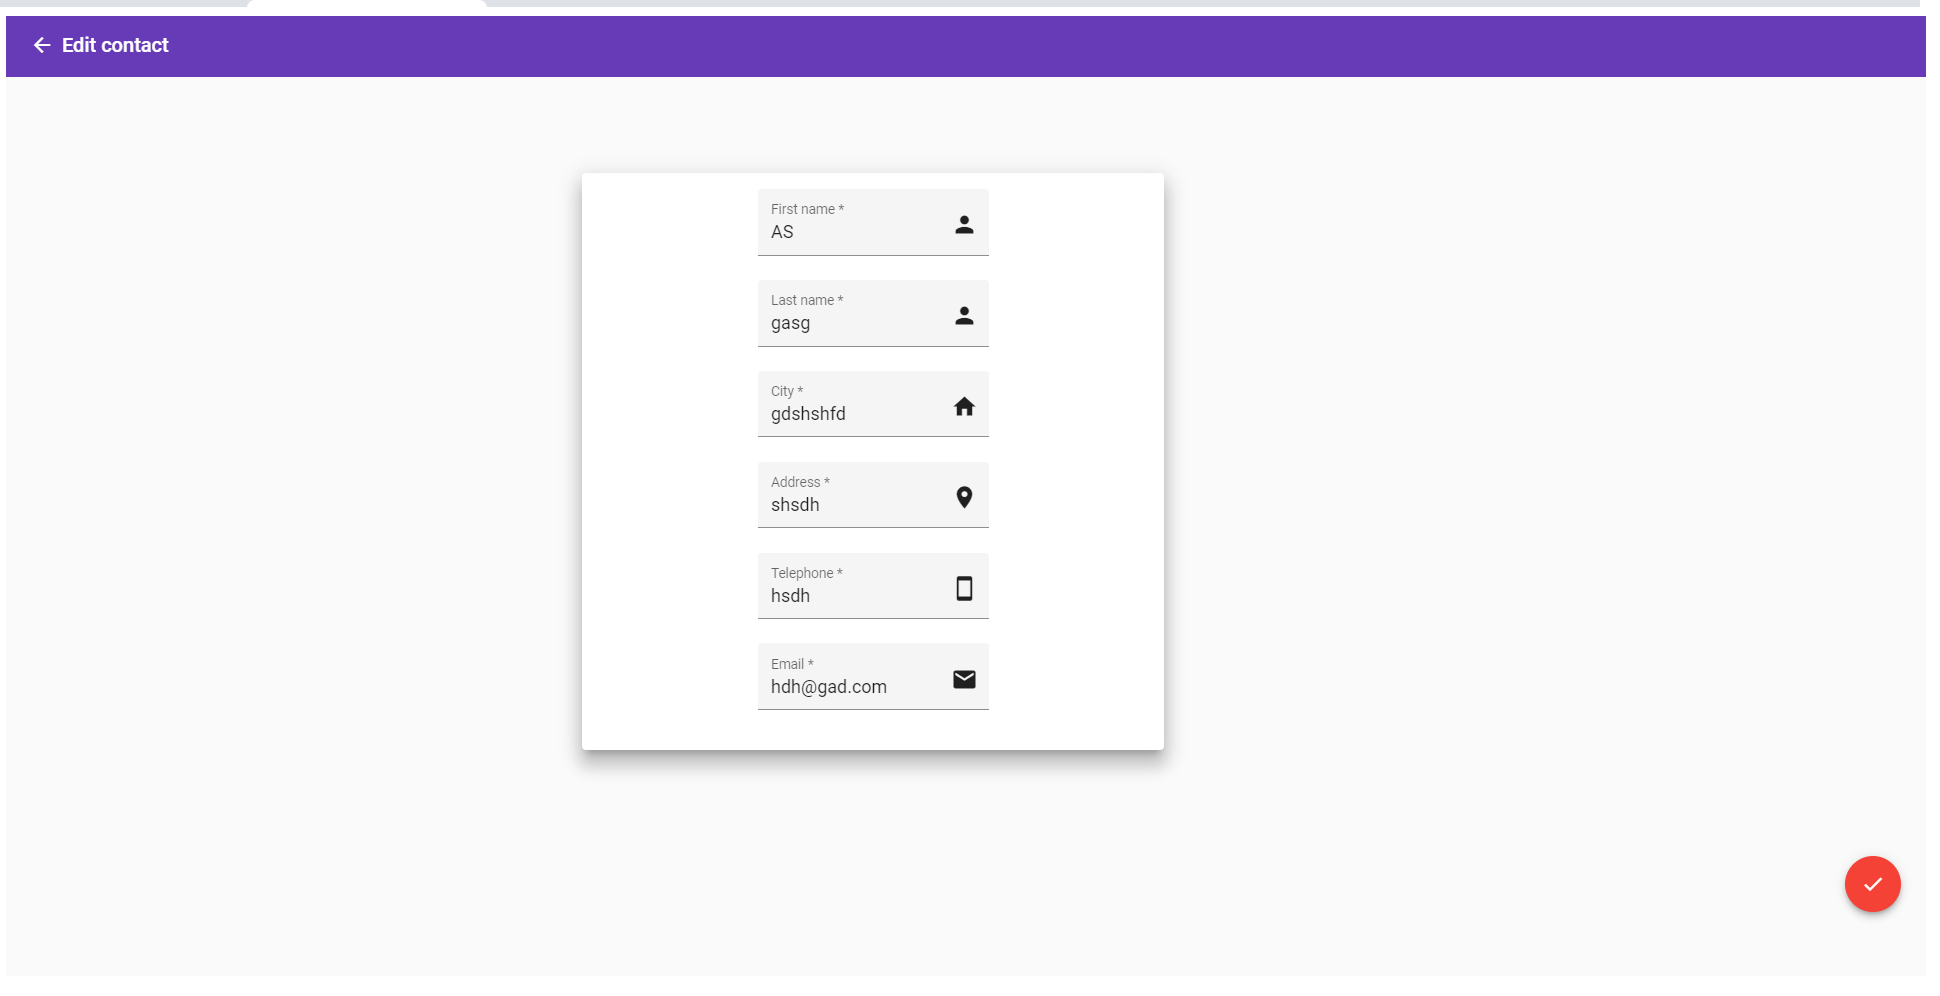 Edit contact
First name *
AS
Last name *
gasg
City *
gdshshfd
Address *
shsdh
Telephone *
hsdh
Email *
hdh@gad.com